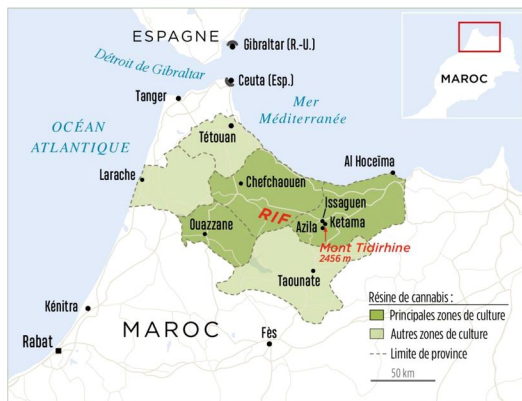 ESPAGNE
Gibraltar (R.-U.)
Détroit de Gibraltar
Ceuta (Esp.)
Tanger
Mer
Méditerranée
MAROC
OCÉAN
ATLANTIQUE
Tétouan
Al Hoceïma
Larache
Chefchaouen
Issaguen
RIF
Ketama
Ouazzane
Azila
Mont Tidirhine
2456 m
Taounate
Kénitra
MAROC
Fès
Rabat
Résine de cannabis :
Principales zones de culture
Autres zones de culture
Limite de province
50 km